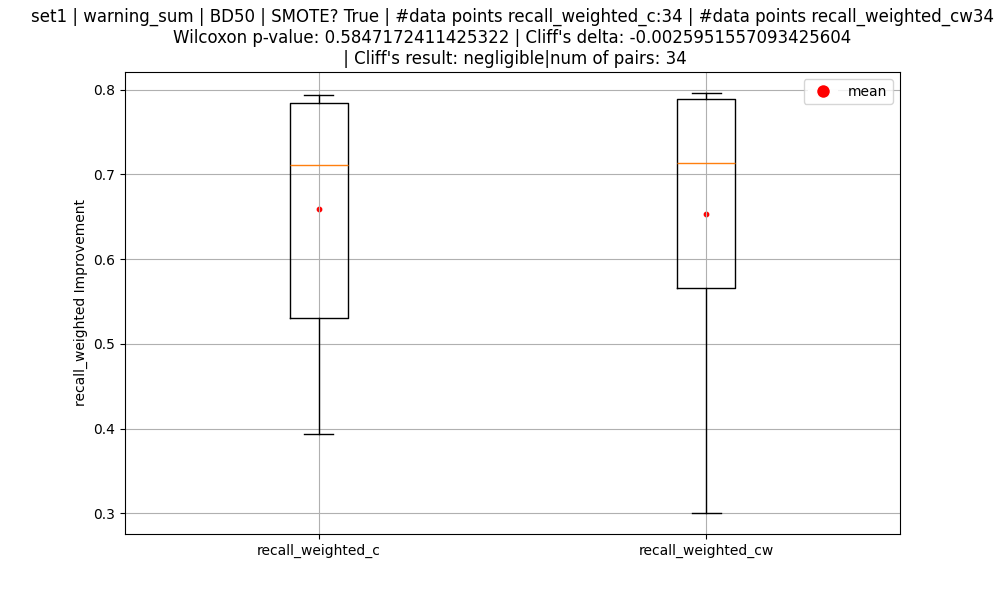 set1 | warning_sum | BD50 | SMOTE? True | #data points recall_weighted_c:34 | #data points recall_weighted_cw34
Wilcoxon p-value: 0.5847172411425322 | Cliff's delta: -0.0025951557093425604
| Cliff's result: negligible|num of pairs: 34
mean
0.8
0.7
0.6
0.5
0.4
0.3
recall_weighted Improvement
recall_weighted_c
recall_weighted_cw